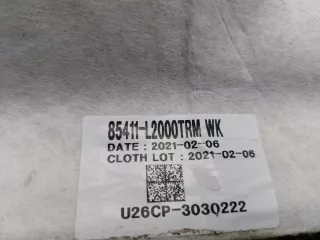 85411-L2000TRM WK
DATE : 2021-02-06
CLOTH LOT : 2021-02-06
U26CP-3030222